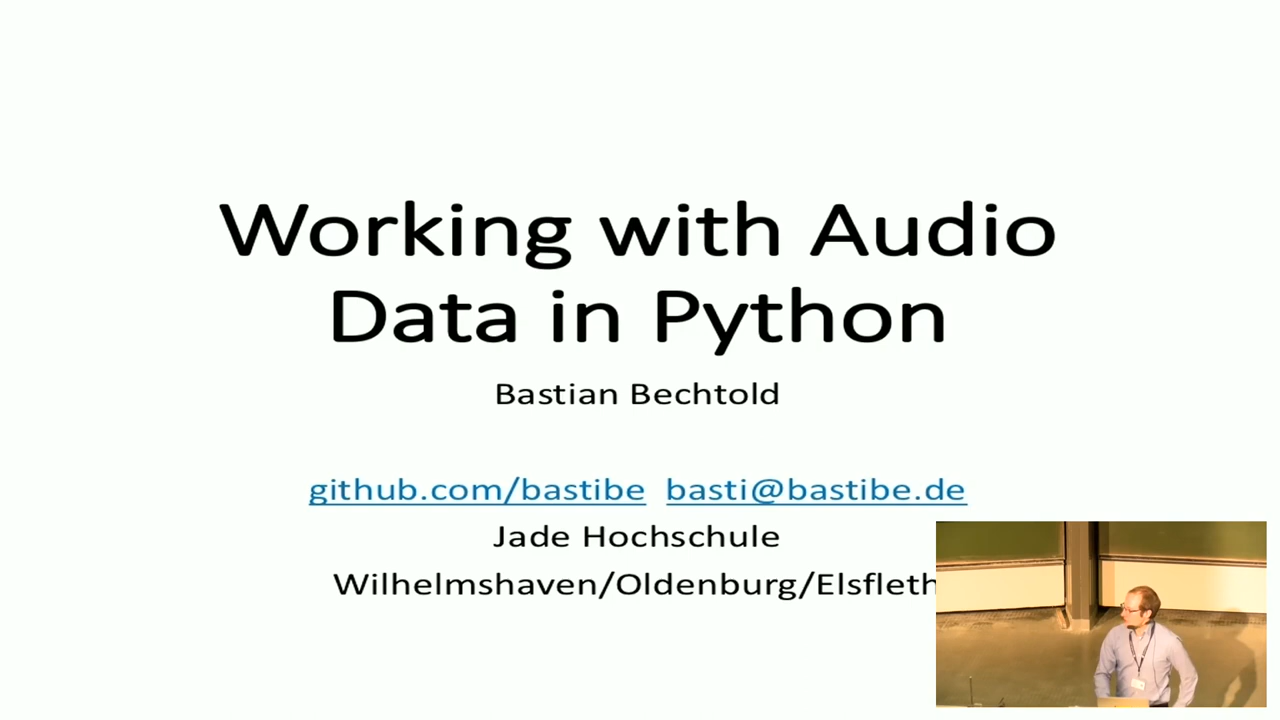 Working with Audio
Data in Python
Bastian Bechtold
github.com/bastibe basti@bastibe.de
Jade Hochschule
Wilhelmshaven/Oldenburg/Elsfleth